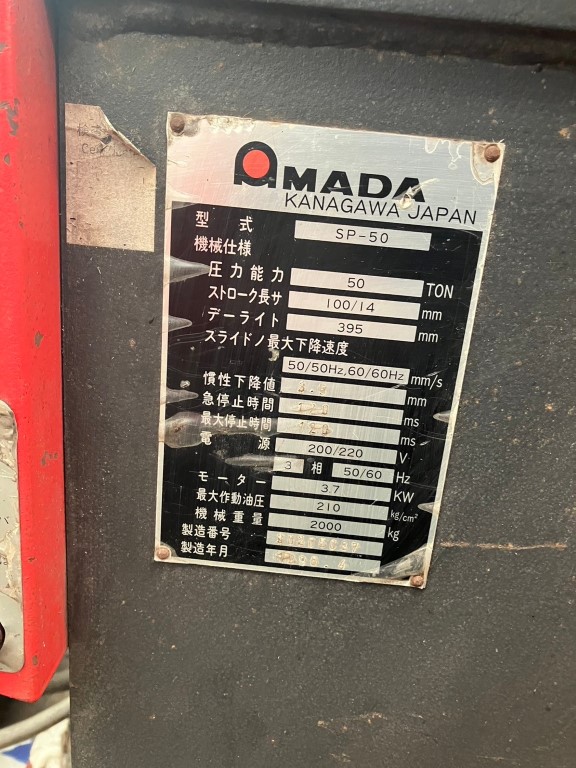 AMADA
KANAGAWA JAPAN
型 式 SP-50
機械仕様
圧力能力 50 TON
ストローク長サ 100/14 mm
デーライト 395 mm
スライドノ最大下降速度
50/50Hz,60/60Hz mm/s
慣性下降値 mm
急停止時間 ms
最大停止時間 ms
電 源 200/220 V
3 相 50/60 Hz
モーター 3.7 KW
最大作動油圧 210 kg/cm²
機械重量 2000 kg
製造番号
製造年月